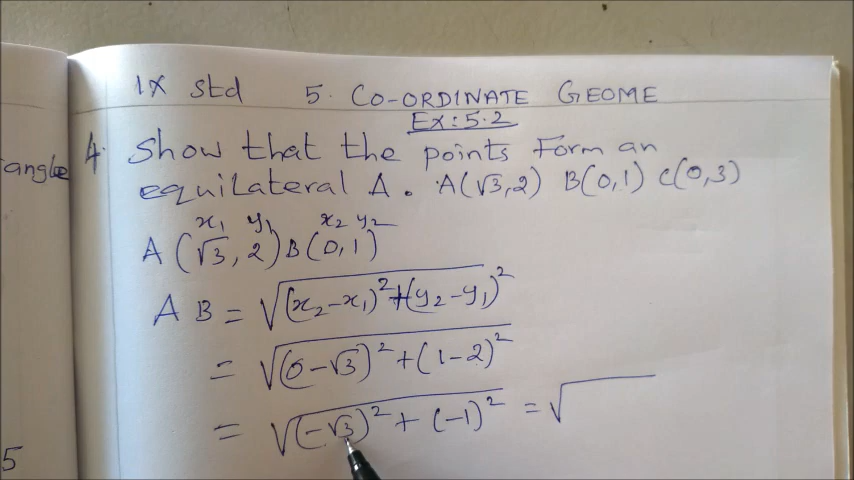 IX Std 5. CO-ORDINATE GEOME
Ex: 5.2
4. Show that the points Form an
equilateral Δ. A(√3,2) B(0,1) C(0,3)
x₁ y₁ x₂ y₂
A (√3, 2) B(0,1)
AB = √(x₂-x₁)²+(y₂-y₁)²
= √(0-√3)²+(1-2)²
= √(-√3)²+(-1)² = √
angle
5